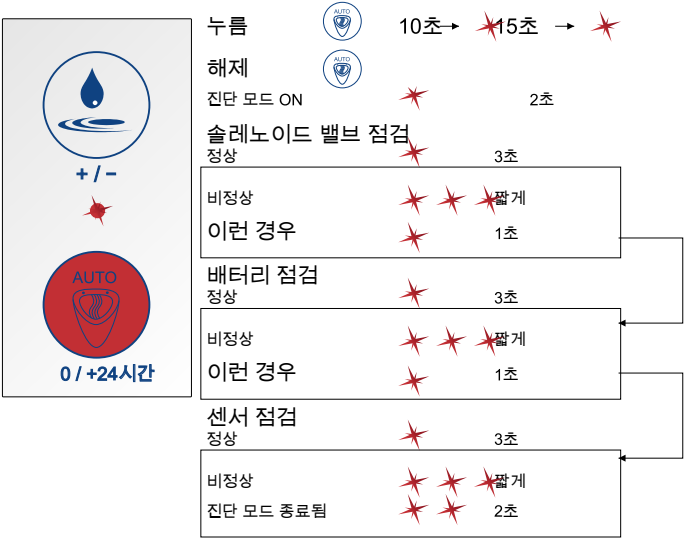 + / −
AUTO
0 / +24시간
누름 AUTO 10초 15초
해제 AUTO
진단 모드 ON 2초
솔레노이드 밸브 점검
정상 3초
비정상 짧게
이런 경우 1초
배터리 점검
정상 3초
비정상 짧게
이런 경우 1초
센서 점검
정상 3초
비정상 짧게
진단 모드 종료됨 2초